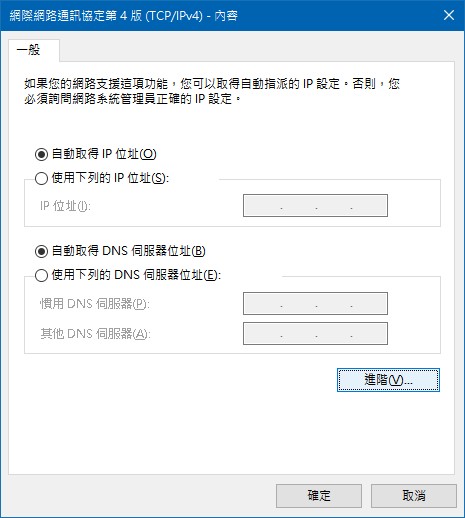 網際網路通訊協定第 4 版 (TCP/IPv4) - 內容
一般
如果您的網路支援這項功能，您可以取得自動指派的 IP 設定。否則，您
必須詢問網路系統管理員正確的 IP 設定。
自動取得 IP 位址(O)
使用下列的 IP 位址(S):
IP 位址(I):
自動取得 DNS 伺服器位址(B)
使用下列的 DNS 伺服器位址(E):
慣用 DNS 伺服器(P):
其他 DNS 伺服器(A):
進階(V)...
確定 取消